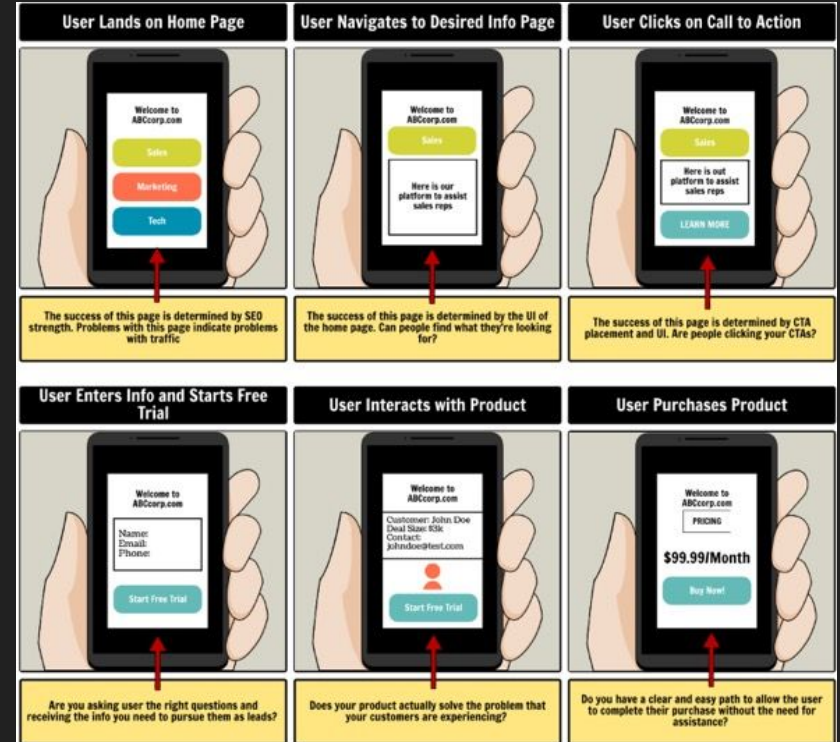 User Lands on Home Page
Welcome to
ABCcorp.com
Sales
Marketing
Tech
The success of this page is determined by SEO
strength. Problems with this page indicate problems
with traffic
User Navigates to Desired Info Page
Welcome to
ABCcorp.com
Sales
Here is our
platform to assist
sales reps
The success of this page is determined by the UI of
the home page. Can people find what they're looking
for?
User Clicks on Call to Action
Welcome to
ABCcorp.com
Sales
Here is out
platform to assist
sales reps
LEARN MORE
The success of this page is determined by CTA
placement and UI. Are people clicking your CTAs?
User Enters Info and Starts Free
Trial
Welcome to
ABCcorp.com
Name:
Email:
Phone:
Start Free Trial
Are you asking user the right questions and
receiving the info you need to pursue them as leads?
User Interacts with Product
Welcome to
ABCcorp.com
Customer: John Doe
Deal Size: $3k
Contact:
johndoe@test.com
Start Free Trial
Does your product actually solve the problem that
your customers are experiencing?
User Purchases Product
Welcome to
ABCcorp.com
PRICING
$99.99/Month
Buy Now!
Do you have a clear and easy path to allow the user
to complete their purchase without the need for
assistance?